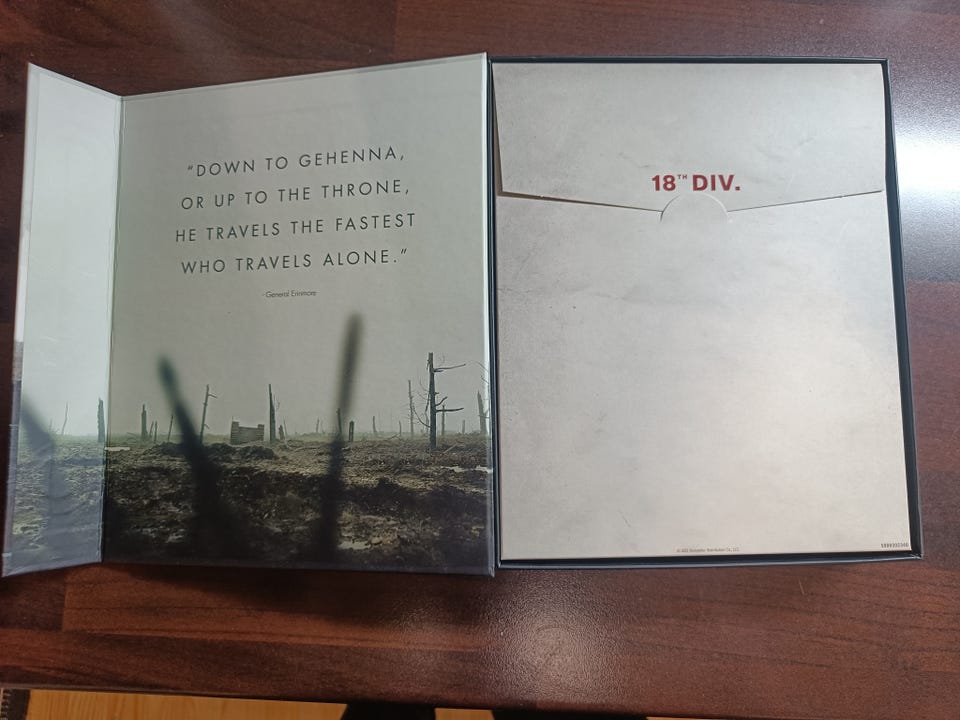 “DOWN TO GEHENNA,
OR UP TO THE THRONE,
HE TRAVELS THE FASTEST
WHO TRAVELS ALONE.”
- General Erinmore
18TH DIV.